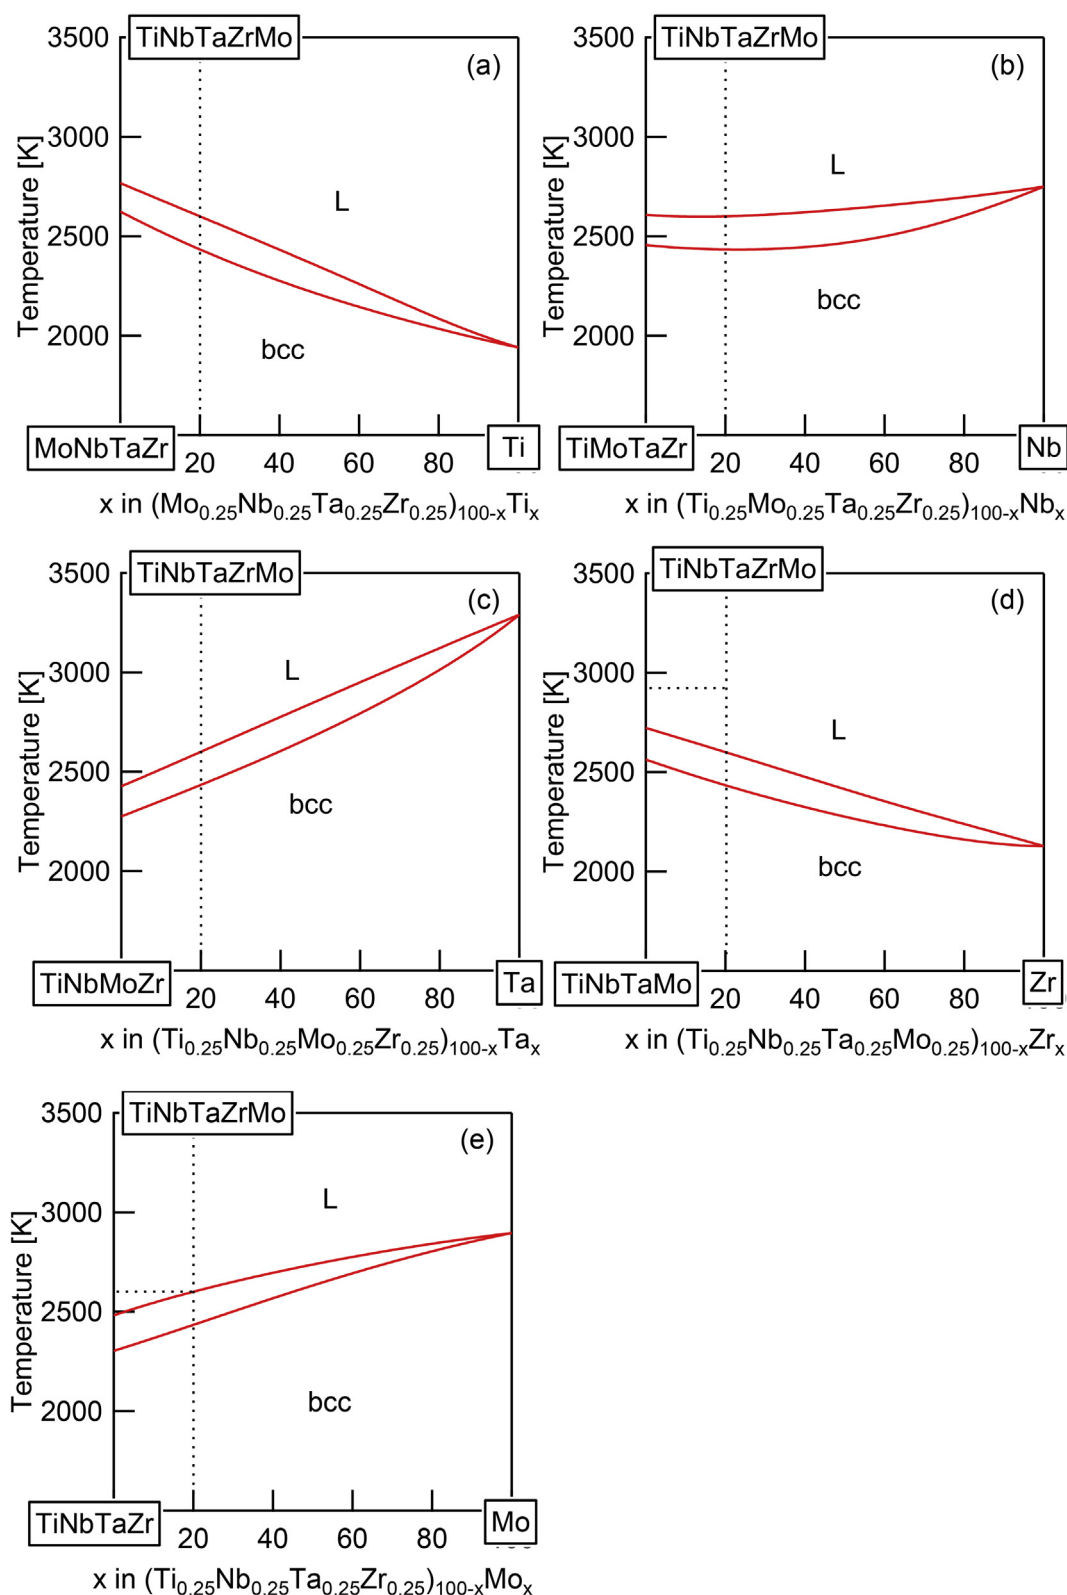 TiNbTaZrMo
(a)
3500
3000
2500
2000
Temperature [K]
L
bcc
MoNbTaZr
20
40
60
80
Ti
x in (Mo0.25Nb0.25Ta0.25Zr0.25)100-xTix
TiNbTaZrMo
(b)
3500
3000
2500
2000
Temperature [K]
L
bcc
TiMoTaZr
20
40
60
80
Nb
x in (Ti0.25Mo0.25Ta0.25Zr0.25)100-xNbx
TiNbTaZrMo
(c)
3500
3000
2500
2000
Temperature [K]
L
bcc
TiNbMoZr
20
40
60
80
Ta
x in (Ti0.25Nb0.25Mo0.25Zr0.25)100-xTax
TiNbTaZrMo
(d)
3500
3000
2500
2000
Temperature [K]
L
bcc
TiNbTaMo
20
40
60
80
Zr
x in (Ti0.25Nb0.25Ta0.25Mo0.25)100-xZrx
TiNbTaZrMo
(e)
3500
3000
2500
2000
Temperature [K]
L
bcc
TiNbTaZr
20
40
60
80
Mo
x in (Ti0.25Nb0.25Ta0.25Zr0.25)100-xMox